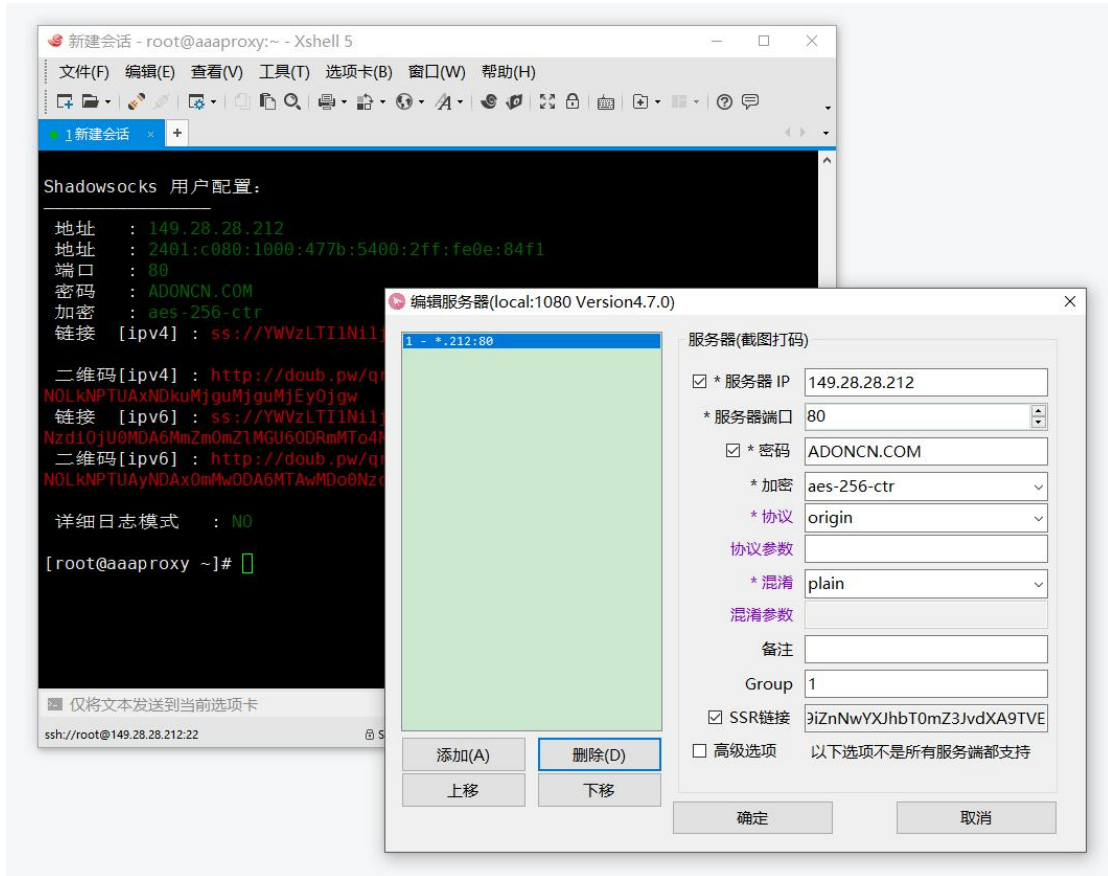 新建会话 - root@aaaproxy:~ - Xshell 5
文件(F) 编辑(E) 查看(V) 工具(T) 选项卡(B) 窗口(W) 帮助(H)
1 新建会话 × +
Shadowsocks 用户配置：
地址 : 149.28.28.212
地址 : 2401:c080:1000:477b:5400:2ff:fe0e:84f1
端口 : 80
密码 : ADONCN.COM
加密 : aes-256-ctr
链接 [ipv4] : ss://YWVzLTI1Ni1j
二维码[ipv4] : http://doub.pw/qr
NOLkNPTUAxNDkuMjguMjguMjEyOjgw
链接 [ipv6] : ss://YWVzLTI1Ni1j
NzdiOjU0MDA6MmZmOmZlMGU6ODRmMTo4M
二维码[ipv6] : http://doub.pw/qr
NOLkNPTUAyNDAxOmMwODA6MTAwMDo0Nzd
详细日志模式 : NO
[root@aaaproxy ~]#
仅将文本发送到当前选项卡
ssh://root@149.28.28.212:22
编辑服务器(local:1080 Version4.7.0)
1 - *.212:80
添加(A) 删除(D)
上移 下移
服务器(截图打码)
* 服务器 IP 149.28.28.212
* 服务器端口 80
* 密码 ADONCN.COM
* 加密 aes-256-ctr
* 协议 origin
协议参数
* 混淆 plain
混淆参数
备注
Group 1
SSR链接 9iZnNwYXJhbT0mZ3JvdXA9TVE
高级选项 以下选项不是所有服务端都支持
确定 取消